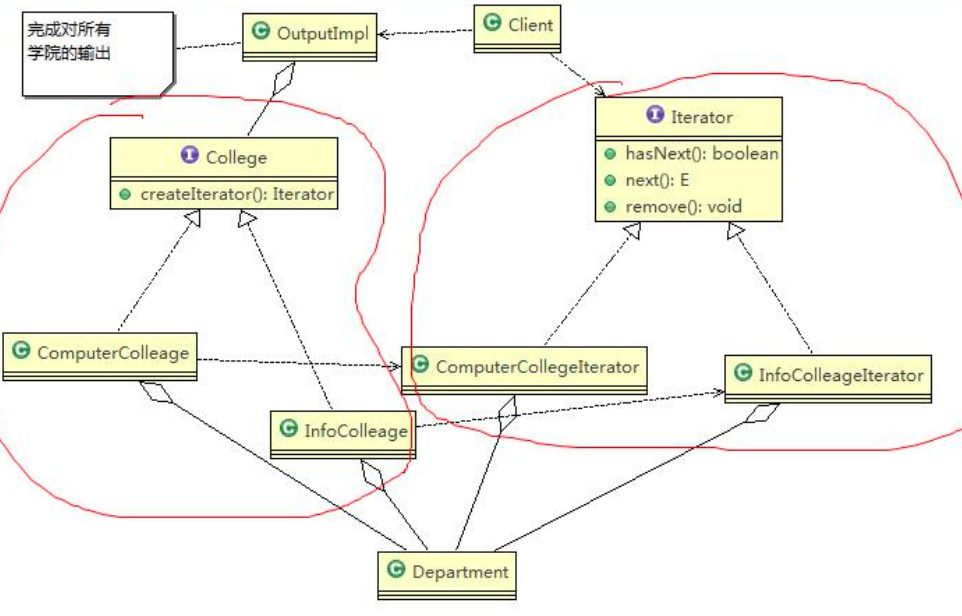 完成对所有
学院的输出
C OutputImpl
C Client
I College
createIterator(): Iterator
I Iterator
hasNext(): boolean
next(): E
remove(): void
C ComputerColleage
C ComputerCollegeIterator
C InfoColleageIterator
C InfoColleage
C Department